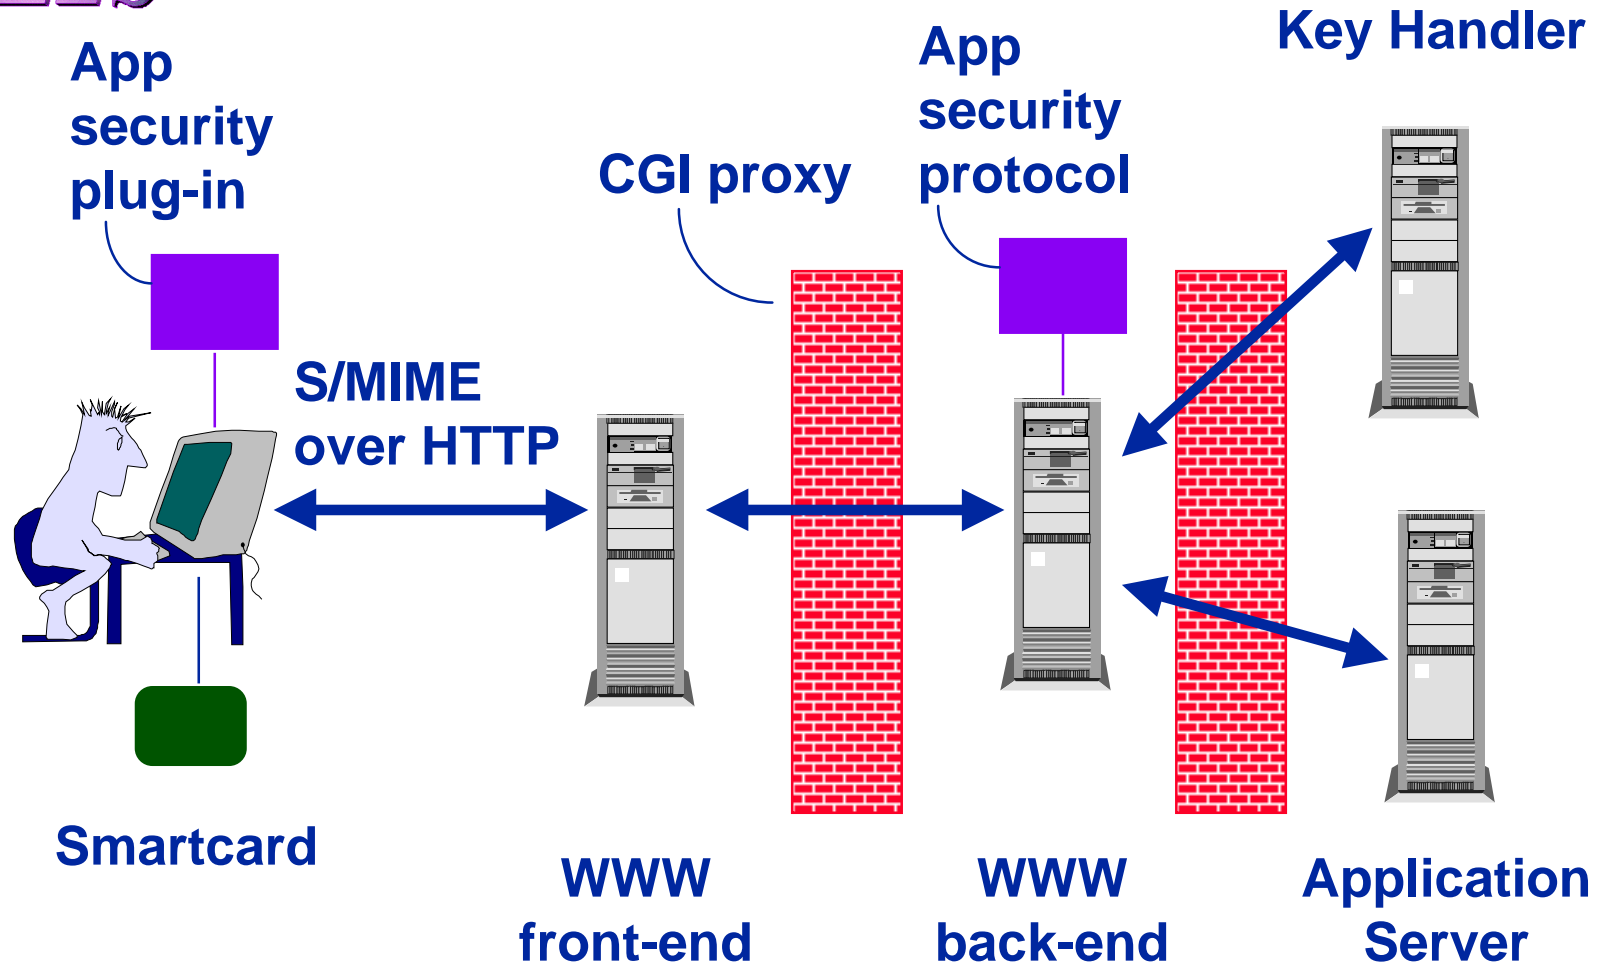 App
security
plug-in
CGI proxy
App
security
protocol
Key Handler
S/MIME
over HTTP
Smartcard
WWW
front-end
WWW
back-end
Application
Server